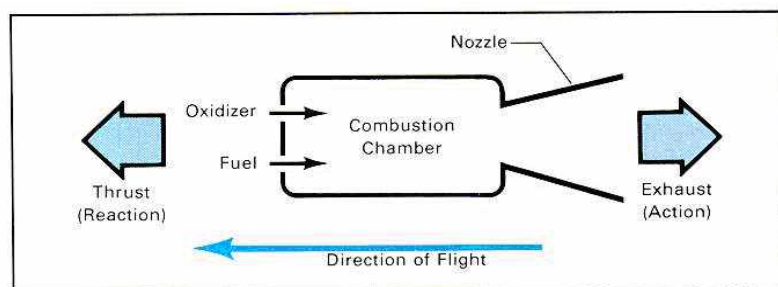 Nozzle
Oxidizer
Combustion
Chamber
Fuel
Thrust
(Reaction)
Exhaust
(Action)
Direction of Flight